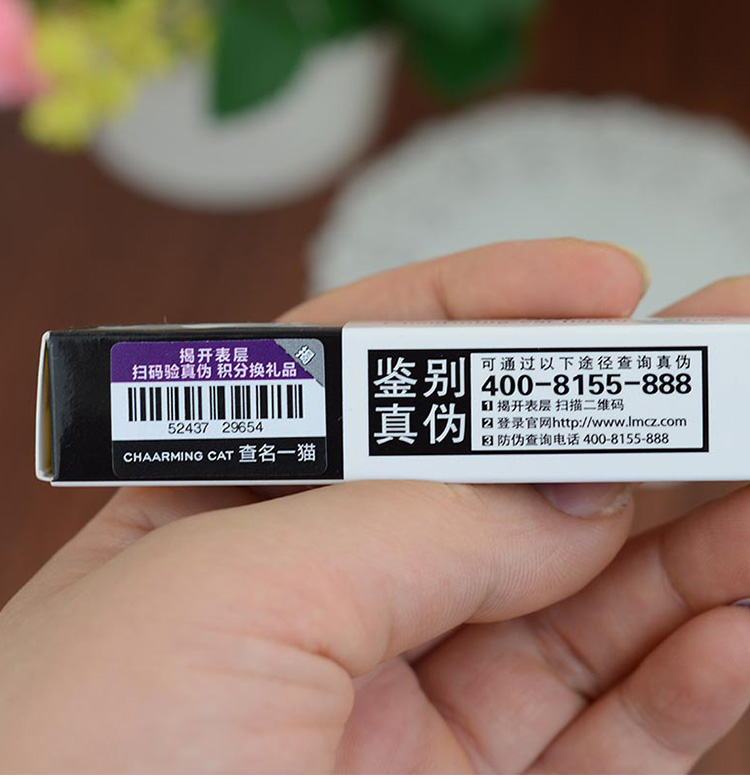 揭开表层
扫码验真伪 积分换礼品
揭
52437 29654
CHAARMING CAT 查名一猫
鉴别
真伪
可通过以下途径查询真伪
400-8155-888
1 揭开表层 扫描二维码
2 登录官网http://www.lmcz.com
3 防伪查询电话 400-8155-888